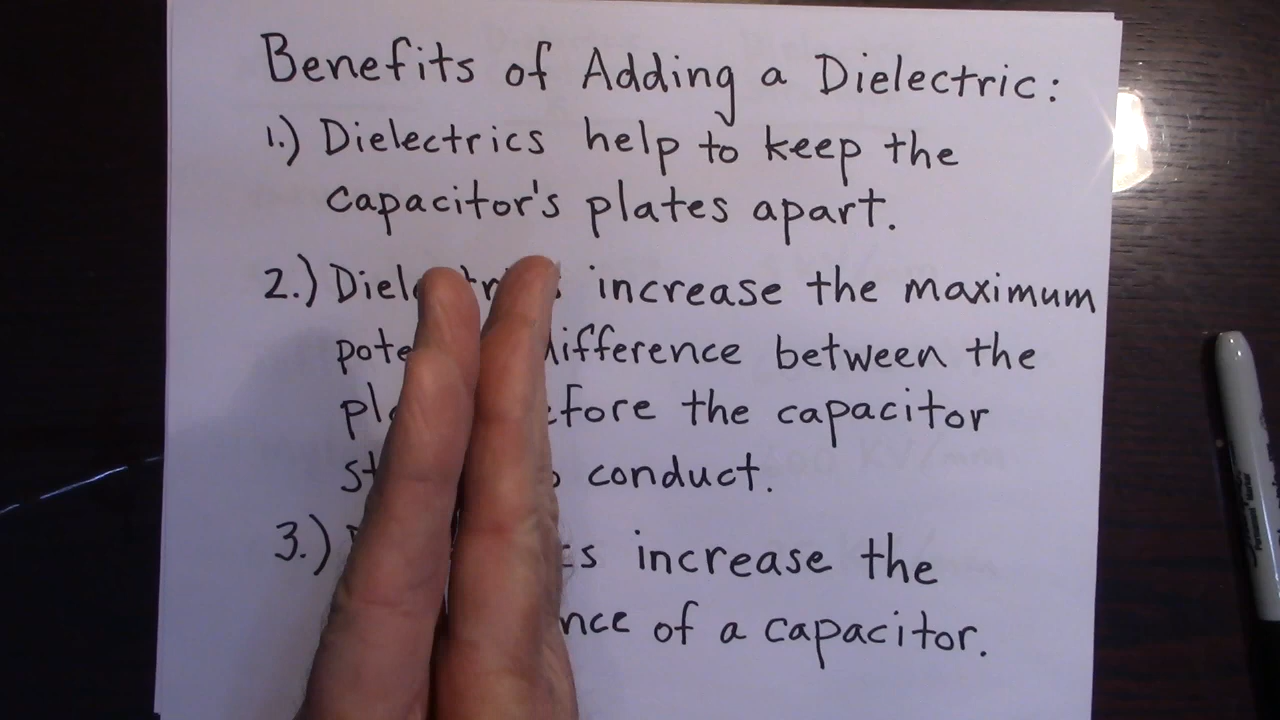 Benefits of Adding a Dielectric:
1.) Dielectrics help to keep the
capacitor's plates apart.
2.) increase the maximum
difference between the
the capacitor
conduct.
3.) increase the
of a capacitor.